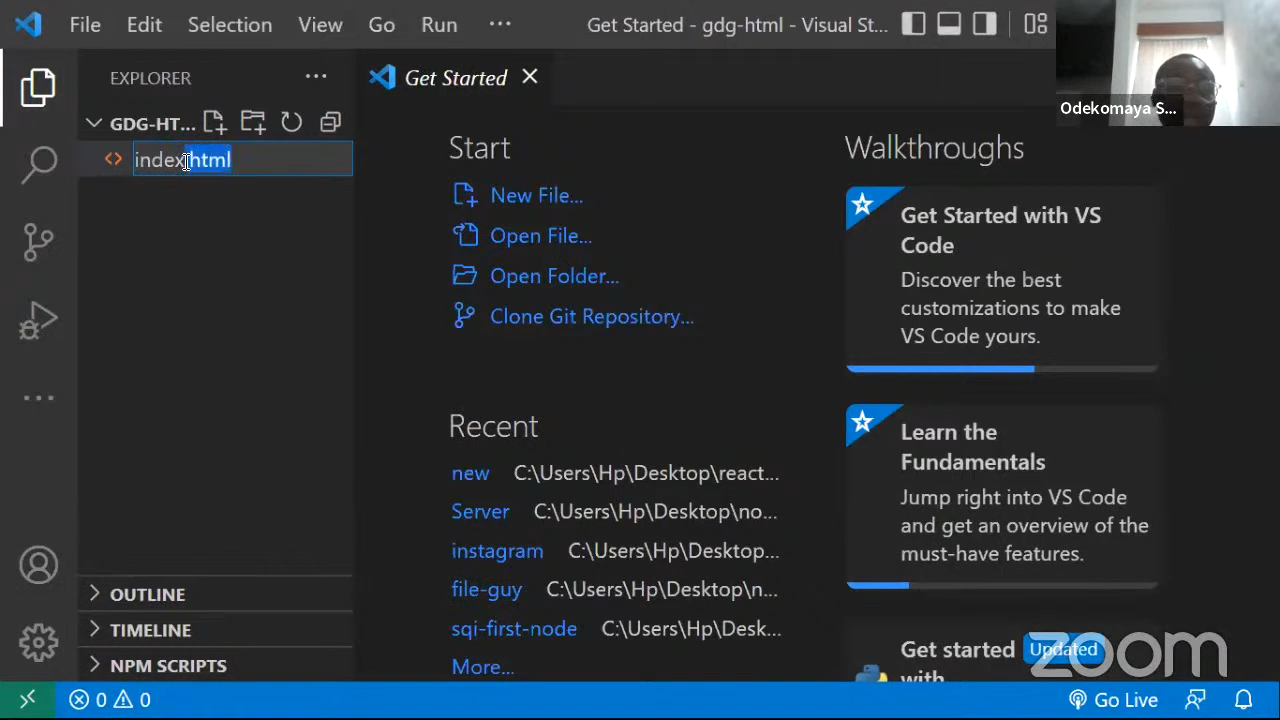 File Edit Selection View Go Run ··· Get Started - gdg-html - Visual St...
EXPLORER ···
Get Started
Odekomaya S...
GDG-HT...
index.html
Start
New File...
Open File...
Open Folder...
Clone Git Repository...
Recent
new C:\Users\Hp\Desktop\react...
Server C:\Users\Hp\Desktop\no...
instagram C:\Users\Hp\Desktop...
file-guy C:\Users\Hp\Desktop\n...
sqi-first-node C:\Users\Hp\Desk...
More...
Walkthroughs
Get Started with VS
Code
Discover the best
customizations to make
VS Code yours.
Learn the
Fundamentals
Jump right into VS Code
and get an overview of the
must-have features.
Get started Updated
with
OUTLINE
TIMELINE
NPM SCRIPTS
zoom
0 0 Go Live